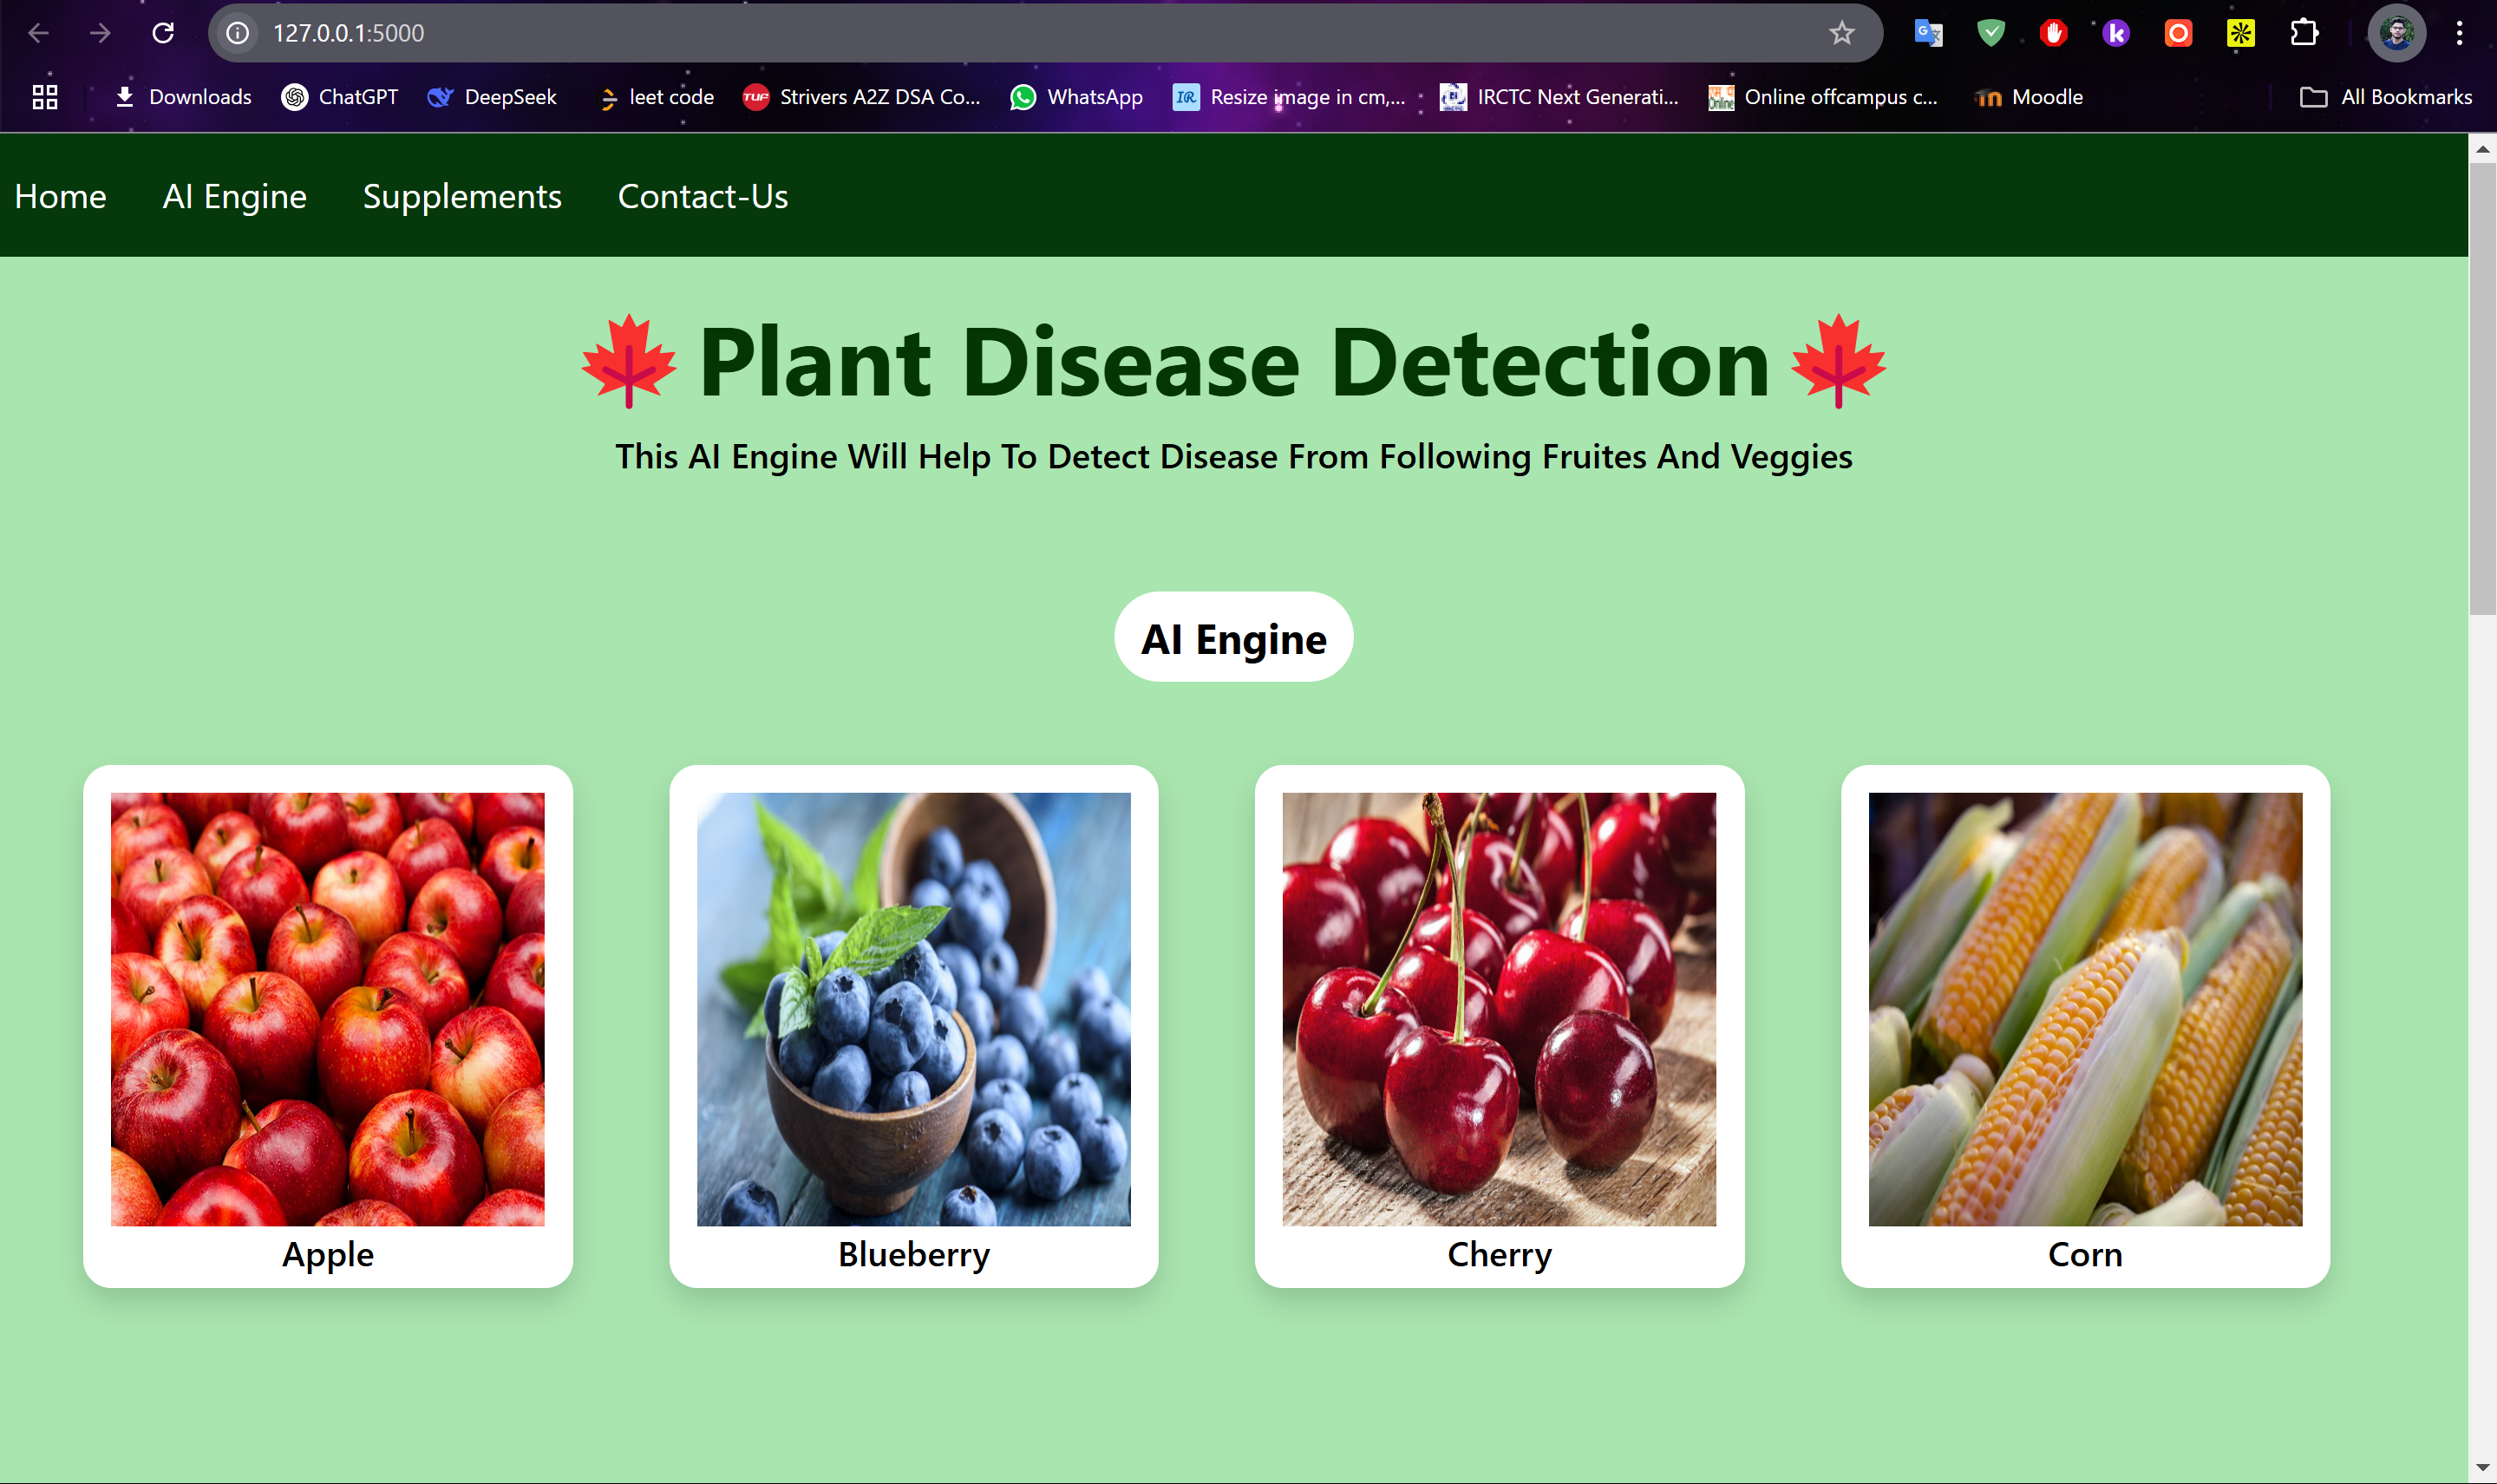 127.0.0.1:5000
Downloads ChatGPT DeepSeek leet code TUF Strivers A2Z DSA Co... WhatsApp IR Resize image in cm,... IRCTC Next Generati... Online offcampus c... Moodle All Bookmarks
Home AI Engine Supplements Contact-Us
Plant Disease Detection
This AI Engine Will Help To Detect Disease From Following Fruites And Veggies
AI Engine
Apple Blueberry Cherry Corn